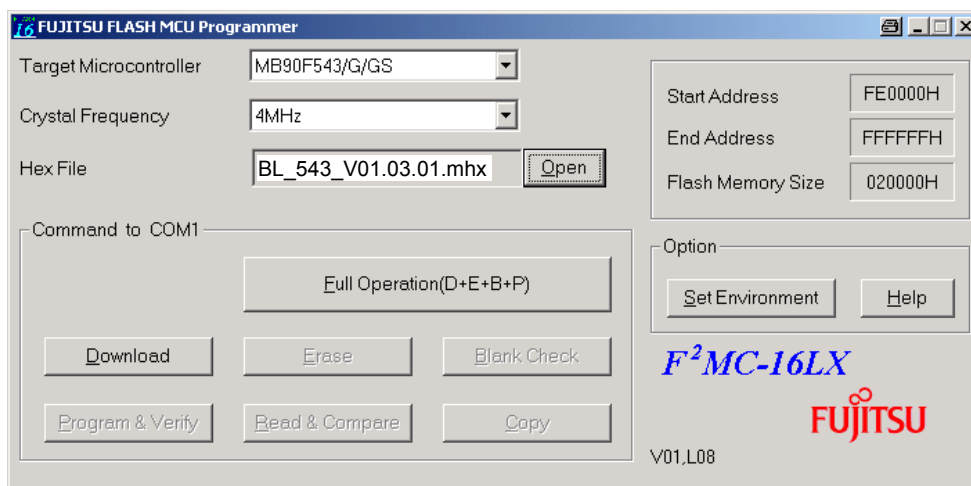 16 FUJITSU FLASH MCU Programmer
Target Microcontroller MB90F543/G/GS
Crystal Frequency 4MHz
Hex File BL_543_V01.03.01.mhx Open
Start Address FE0000H
End Address FFFFFFH
Flash Memory Size 020000H
Command to COM1
Full Operation(D+E+B+P)
Download Erase Blank Check
Program & Verify Read & Compare Copy
Option
Set Environment Help
F²MC-16LX
FUJITSU
V01,L08